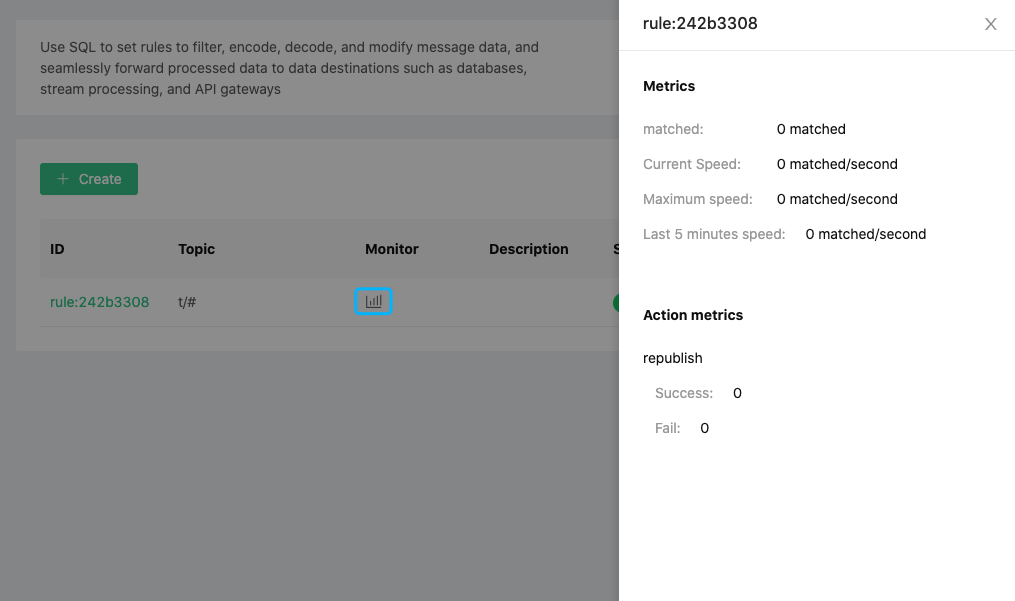 Use SQL to set rules to filter, encode, decode, and modify message data, and
seamlessly forward processed data to data destinations such as databases,
stream processing, and API gateways
+ Create
ID Topic Monitor Description S
rule:242b3308 t/#
rule:242b3308
Metrics
matched: 0 matched
Current Speed: 0 matched/second
Maximum speed: 0 matched/second
Last 5 minutes speed: 0 matched/second
Action metrics
republish
Success: 0
Fail: 0